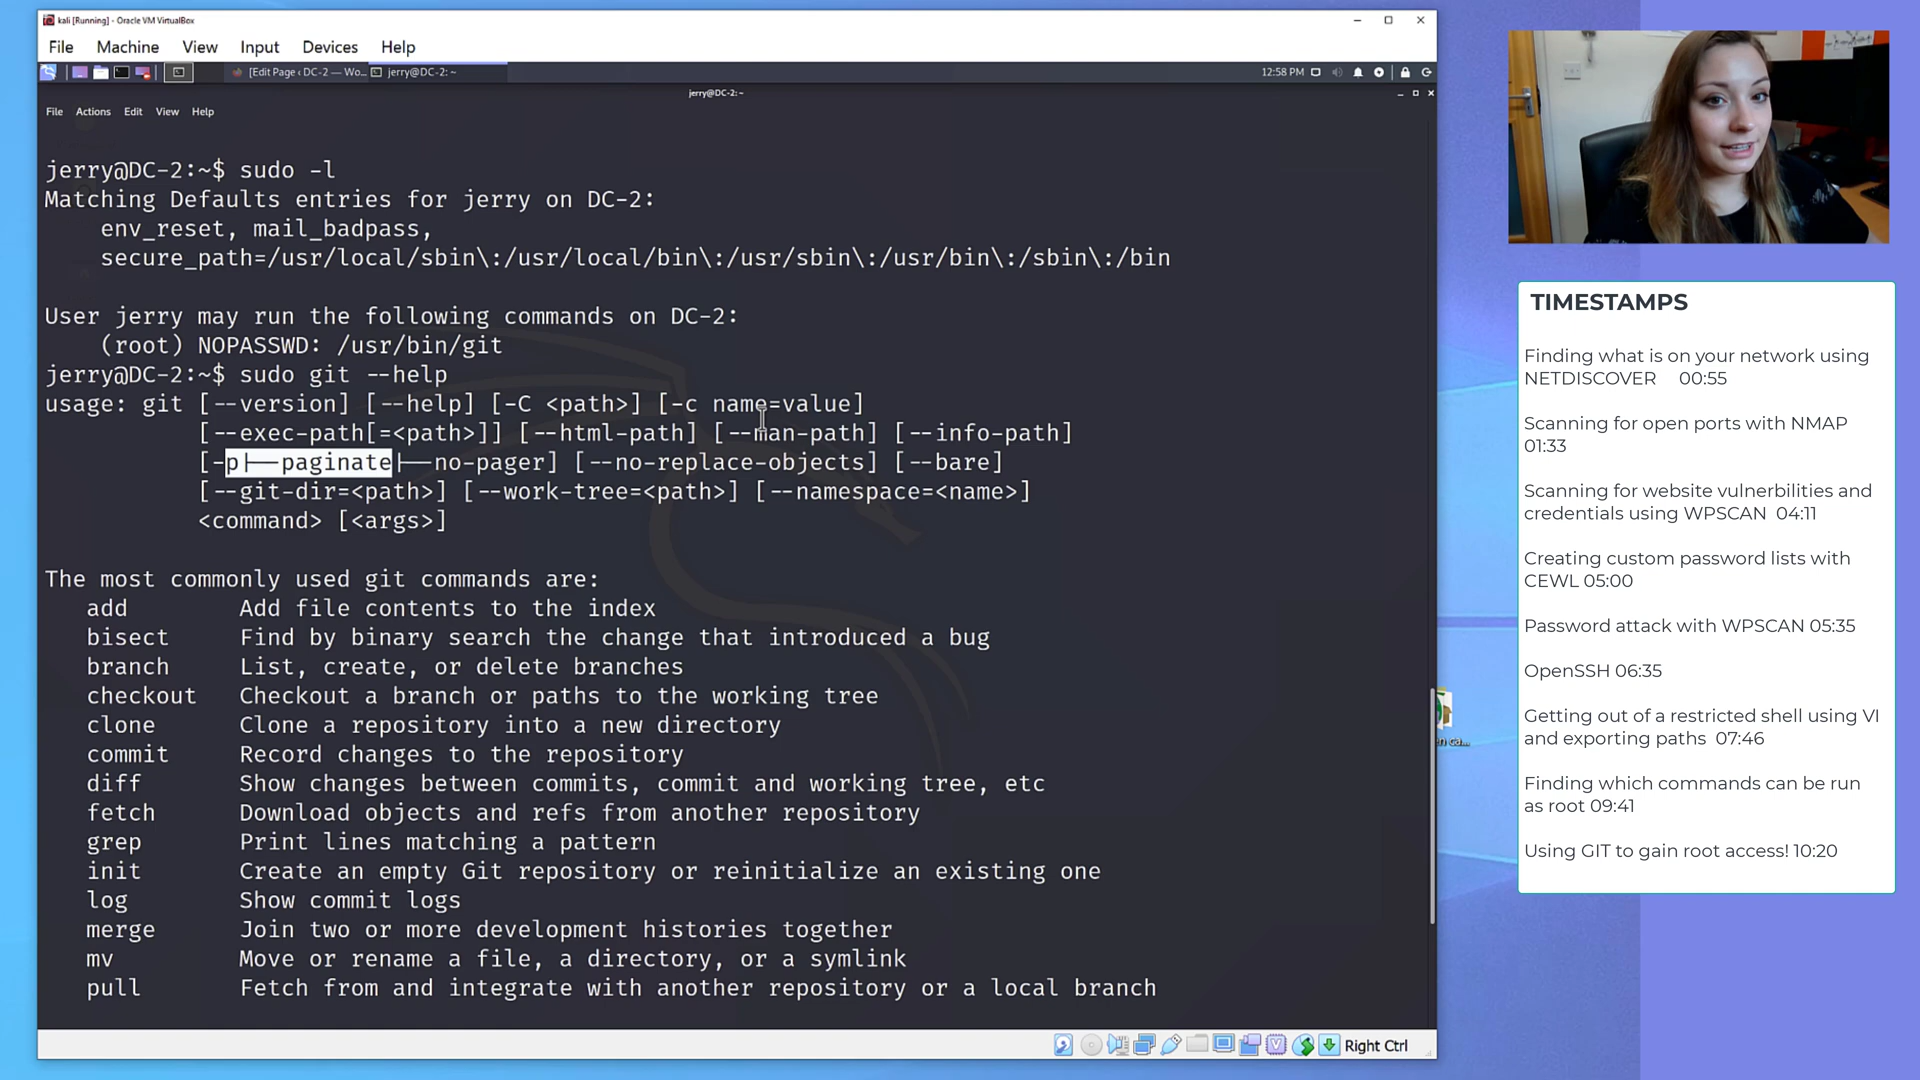 kali [Running] - Oracle VM VirtualBox
File Machine View Input Devices Help
[Edit Page ‹ DC-2 — Wo... jerry@DC-2: ~ 12:58 PM
jerry@DC-2: ~
File Actions Edit View Help
jerry@DC-2:~$ sudo -l
Matching Defaults entries for jerry on DC-2:
env_reset, mail_badpass,
secure_path=/usr/local/sbin\:/usr/local/bin\:/usr/sbin\:/usr/bin\:/sbin\:/bin
User jerry may run the following commands on DC-2:
(root) NOPASSWD: /usr/bin/git
jerry@DC-2:~$ sudo git --help
usage: git [--version] [--help] [-C <path>] [-c name=value]
[--exec-path[=<path>]] [--html-path] [--man-path] [--info-path]
[-p|--paginate|--no-pager] [--no-replace-objects] [--bare]
[--git-dir=<path>] [--work-tree=<path>] [--namespace=<name>]
<command> [<args>]
The most commonly used git commands are:
add Add file contents to the index
bisect Find by binary search the change that introduced a bug
branch List, create, or delete branches
checkout Checkout a branch or paths to the working tree
clone Clone a repository into a new directory
commit Record changes to the repository
diff Show changes between commits, commit and working tree, etc
fetch Download objects and refs from another repository
grep Print lines matching a pattern
init Create an empty Git repository or reinitialize an existing one
log Show commit logs
merge Join two or more development histories together
mv Move or rename a file, a directory, or a symlink
pull Fetch from and integrate with another repository or a local branch
Right Ctrl
TIMESTAMPS
Finding what is on your network using
NETDISCOVER 00:55
Scanning for open ports with NMAP
01:33
Scanning for website vulnerbilities and
credentials using WPSCAN 04:11
Creating custom password lists with
CEWL 05:00
Password attack with WPSCAN 05:35
OpenSSH 06:35
Getting out of a restricted shell using VI
and exporting paths 07:46
Finding which commands can be run
as root 09:41
Using GIT to gain root access! 10:20